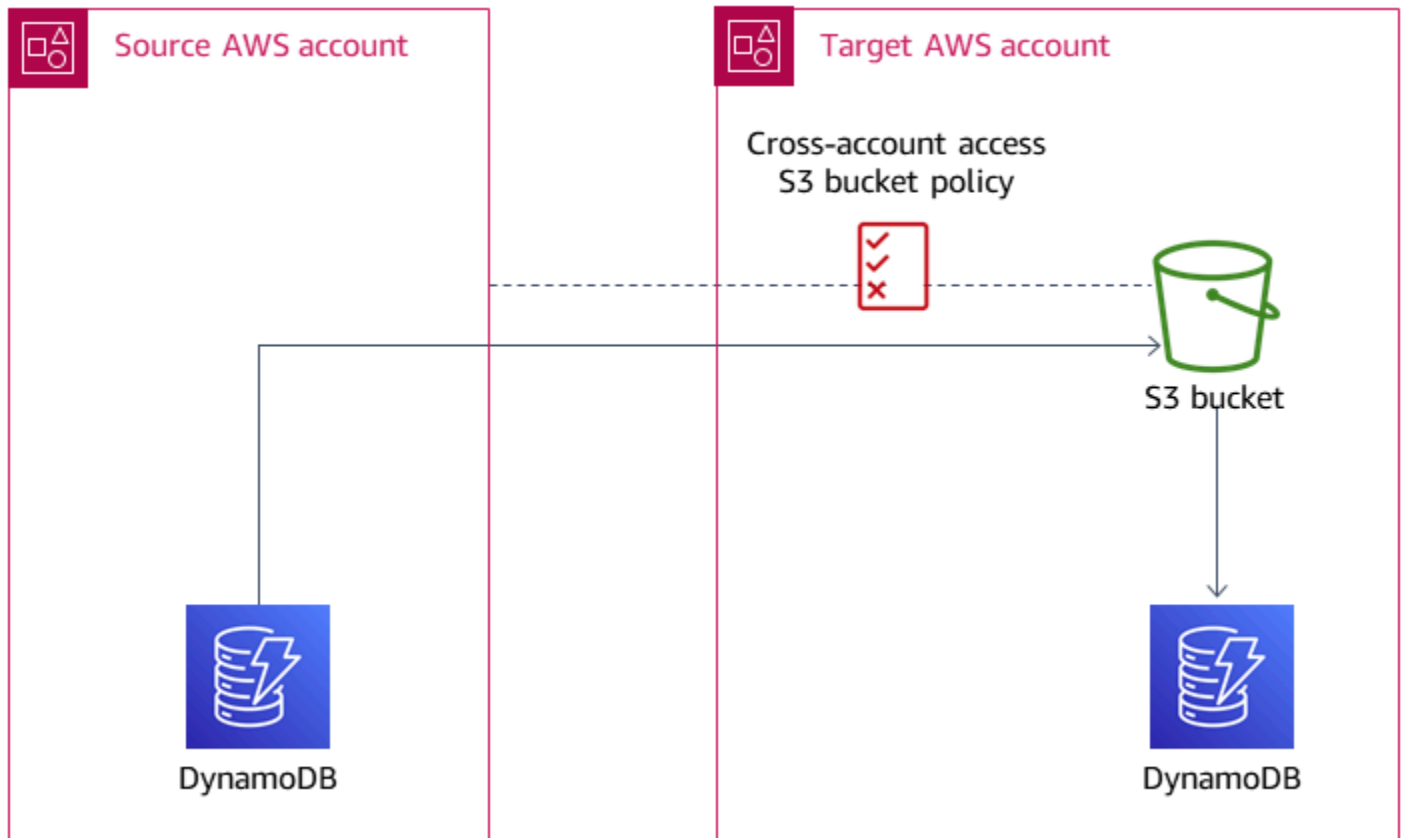 Source AWS account
Target AWS account
Cross-account access
S3 bucket policy
S3 bucket
DynamoDB
DynamoDB